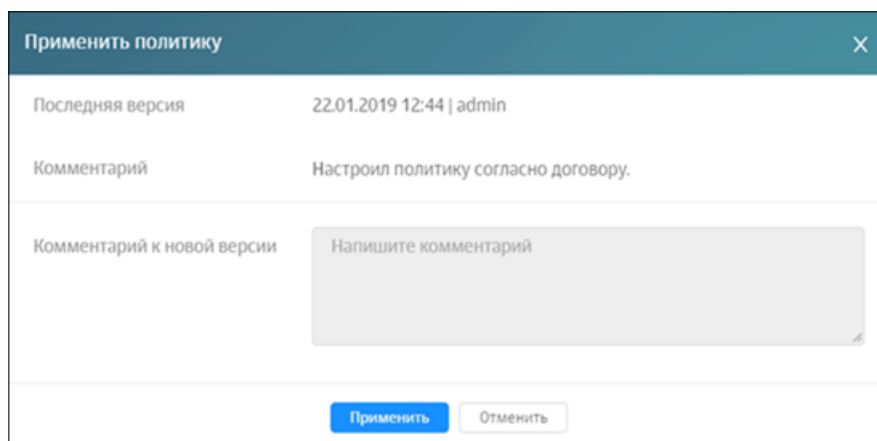 Применить политику
Последняя версия 22.01.2019 12:44 | admin
Комментарий Настроил политику согласно договору.
Комментарий к новой версии Напишите комментарий
Применить Отменить